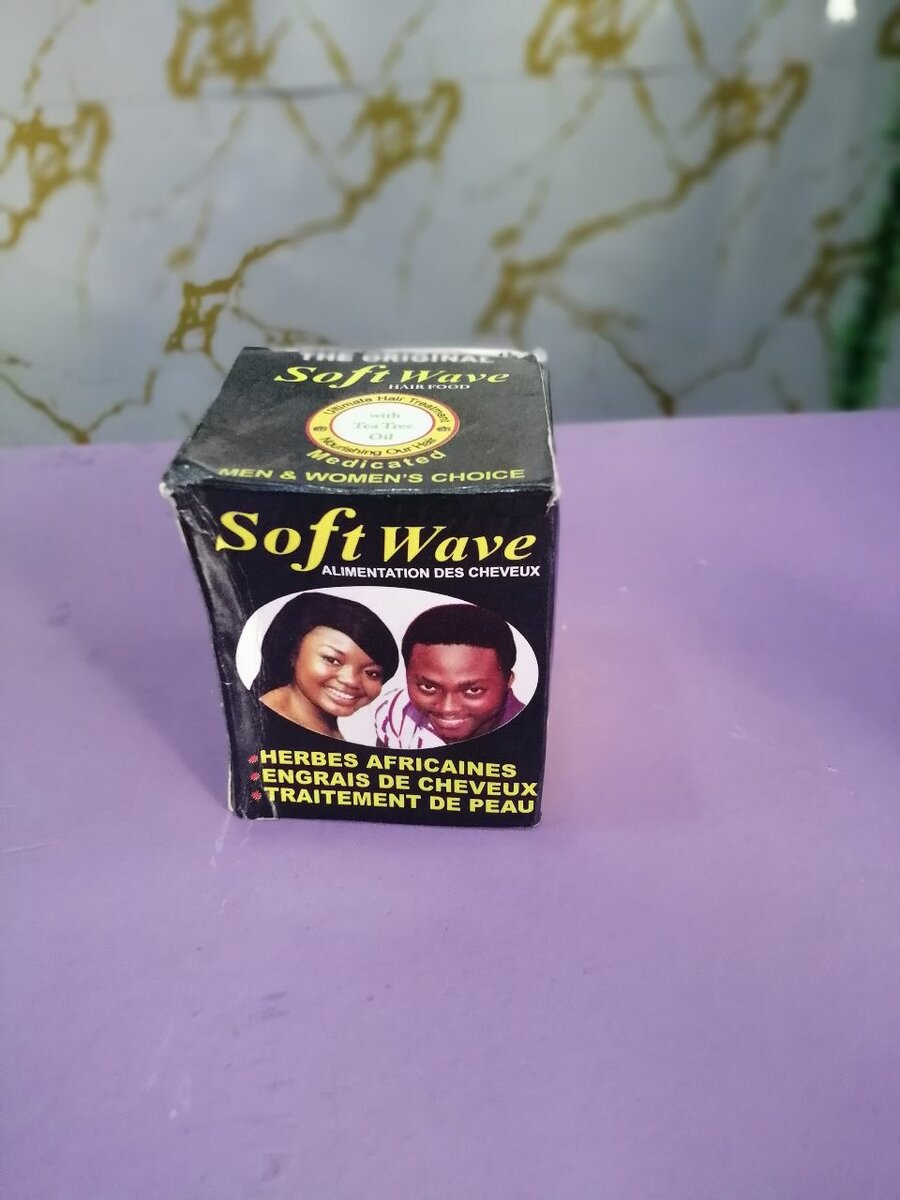 THE ORIGINAL
Soft Wave
HAIR FOOD
Ultimate Hair Treatment
with
Tea Tree
Oil
Nourishing Our Hair
Medicated
MEN & WOMEN'S CHOICE
Soft Wave
ALIMENTATION DES CHEVEUX
HERBES AFRICAINES
ENGRAIS DE CHEVEUX
TRAITEMENT DE PEAU